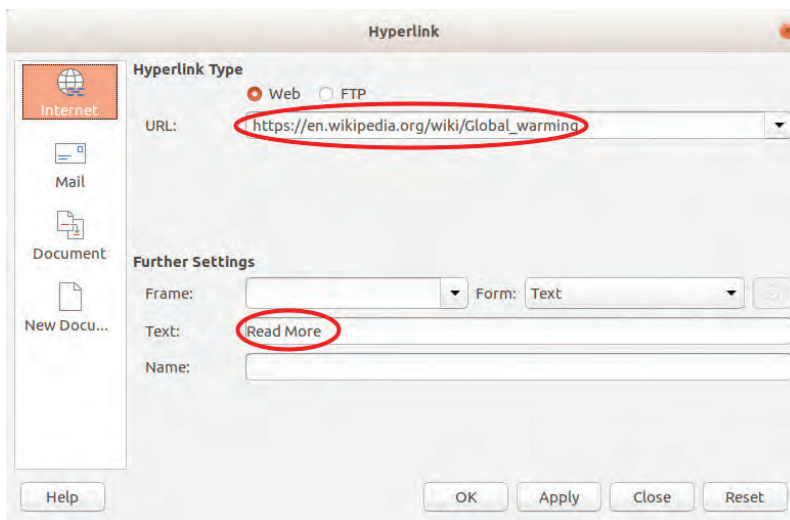 Hyperlink
Internet
Mail
Document
New Docu...
Hyperlink Type
Web FTP
URL: https://en.wikipedia.org/wiki/Global_warming
Further Settings
Frame: Form: Text
Text: Read More
Name:
Help OK Apply Close Reset